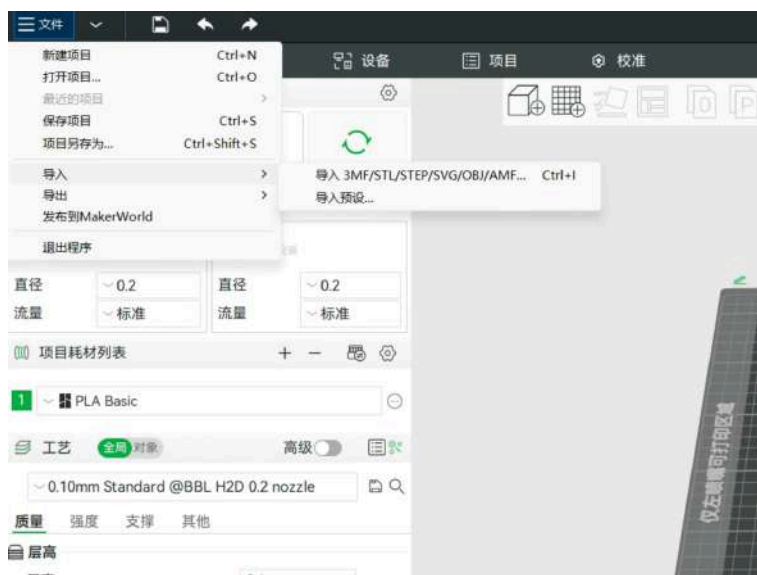 文件
设备 项目 校准
新建项目 Ctrl+N
打开项目... Ctrl+O
最近的项目
保存项目 Ctrl+S
项目另存为... Ctrl+Shift+S
导入
导入 3MF/STL/STEP/SVG/OBJ/AMF... Ctrl+I
导出
导入预设...
发布到MakerWorld
退出程序
直径 0.2 直径 0.2
流量 标准 流量 标准
项目耗材列表
1 PLA Basic
工艺 全局 对象 高级
0.10mm Standard @BBL H2D 0.2 nozzle
质量 强度 支撑 其他
层高
仅左喷嘴可打印区域